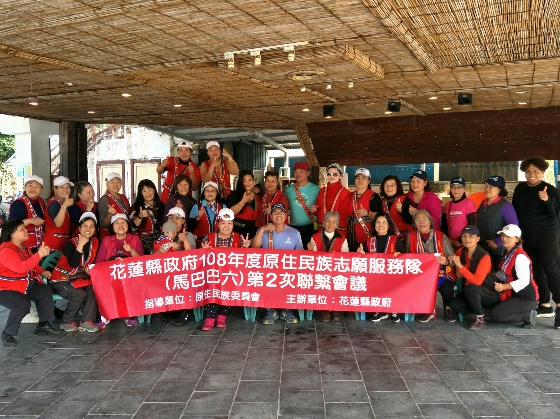 花蓮縣政府108年度原住民族志願服務隊
(馬巴巴六)第2次聯繫會議
指導單位：原住民族委員會 主辦單位：花蓮縣政府